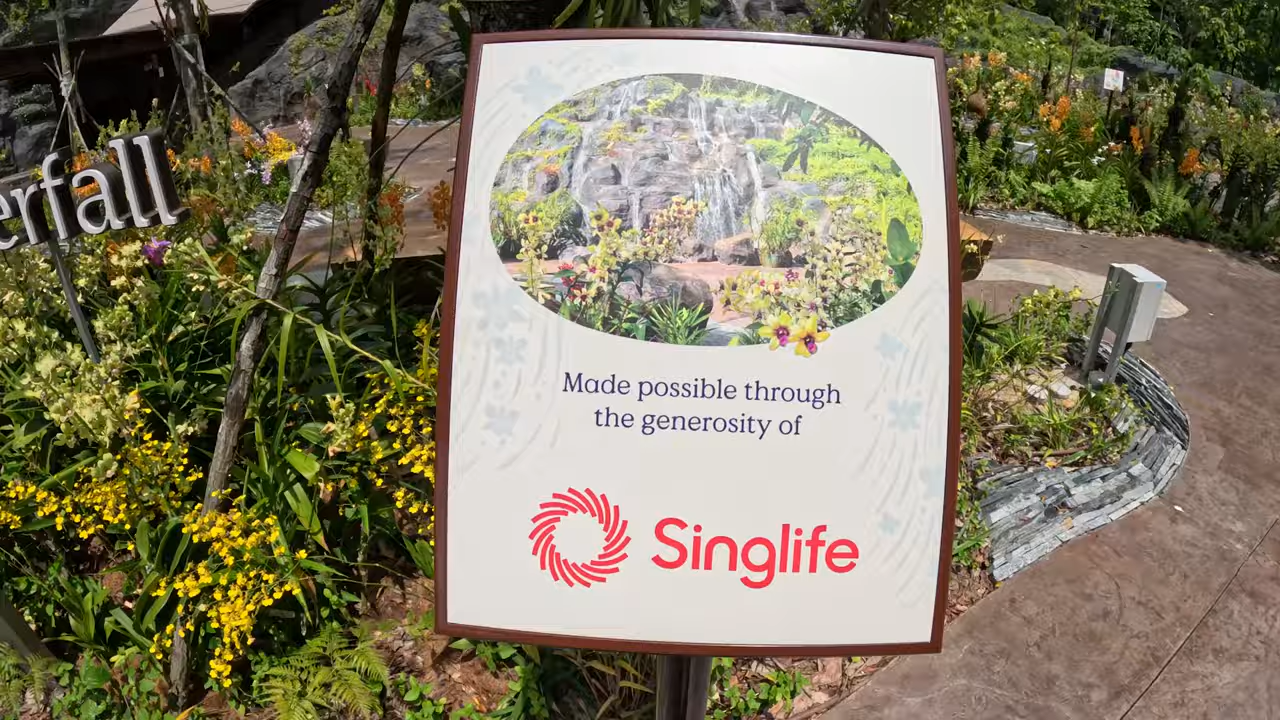 erfall
Made possible through
the generosity of
Singlife